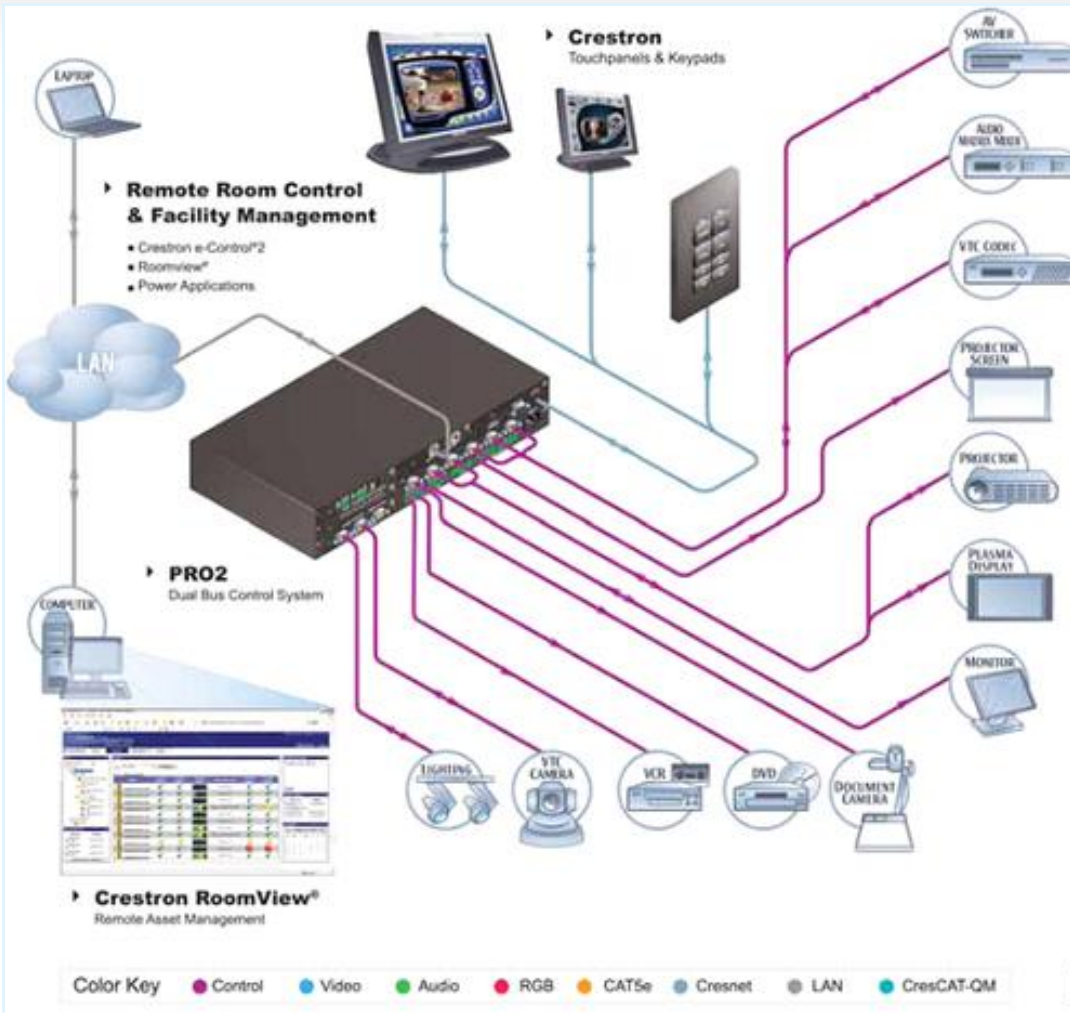 Crestron
Touchpanels & Keypads
AV
SWITCHER
LAPTOP
AUDIO
MATRIX MIXER
Remote Room Control
& Facility Management
Crestron e-Control®2
Roomview®
Power Applications
VTC CODEC
LAN
PROJECTOR
SCREEN
PROJECTOR
PLASMA
DISPLAY
PRO2
Dual Bus Control System
COMPUTER
MONITOR
LIGHTING
VTC
CAMERA
VCR
DVD
DOCUMENT
CAMERA
Crestron RoomView®
Remote Asset Management
Color Key Control Video Audio RGB CAT5e Cresnet LAN CresCAT-QM